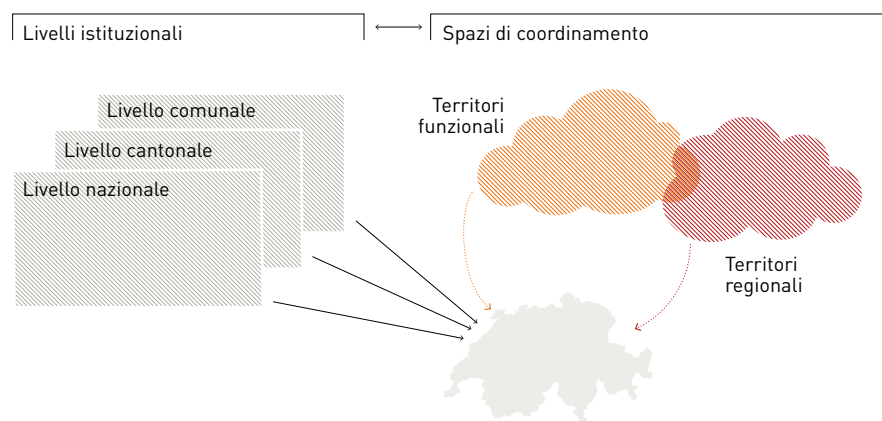 Livelli istituzionali
Spazi di coordinamento
Livello comunale
Livello cantonale
Livello nazionale
Territori
funzionali
Territori
regionali